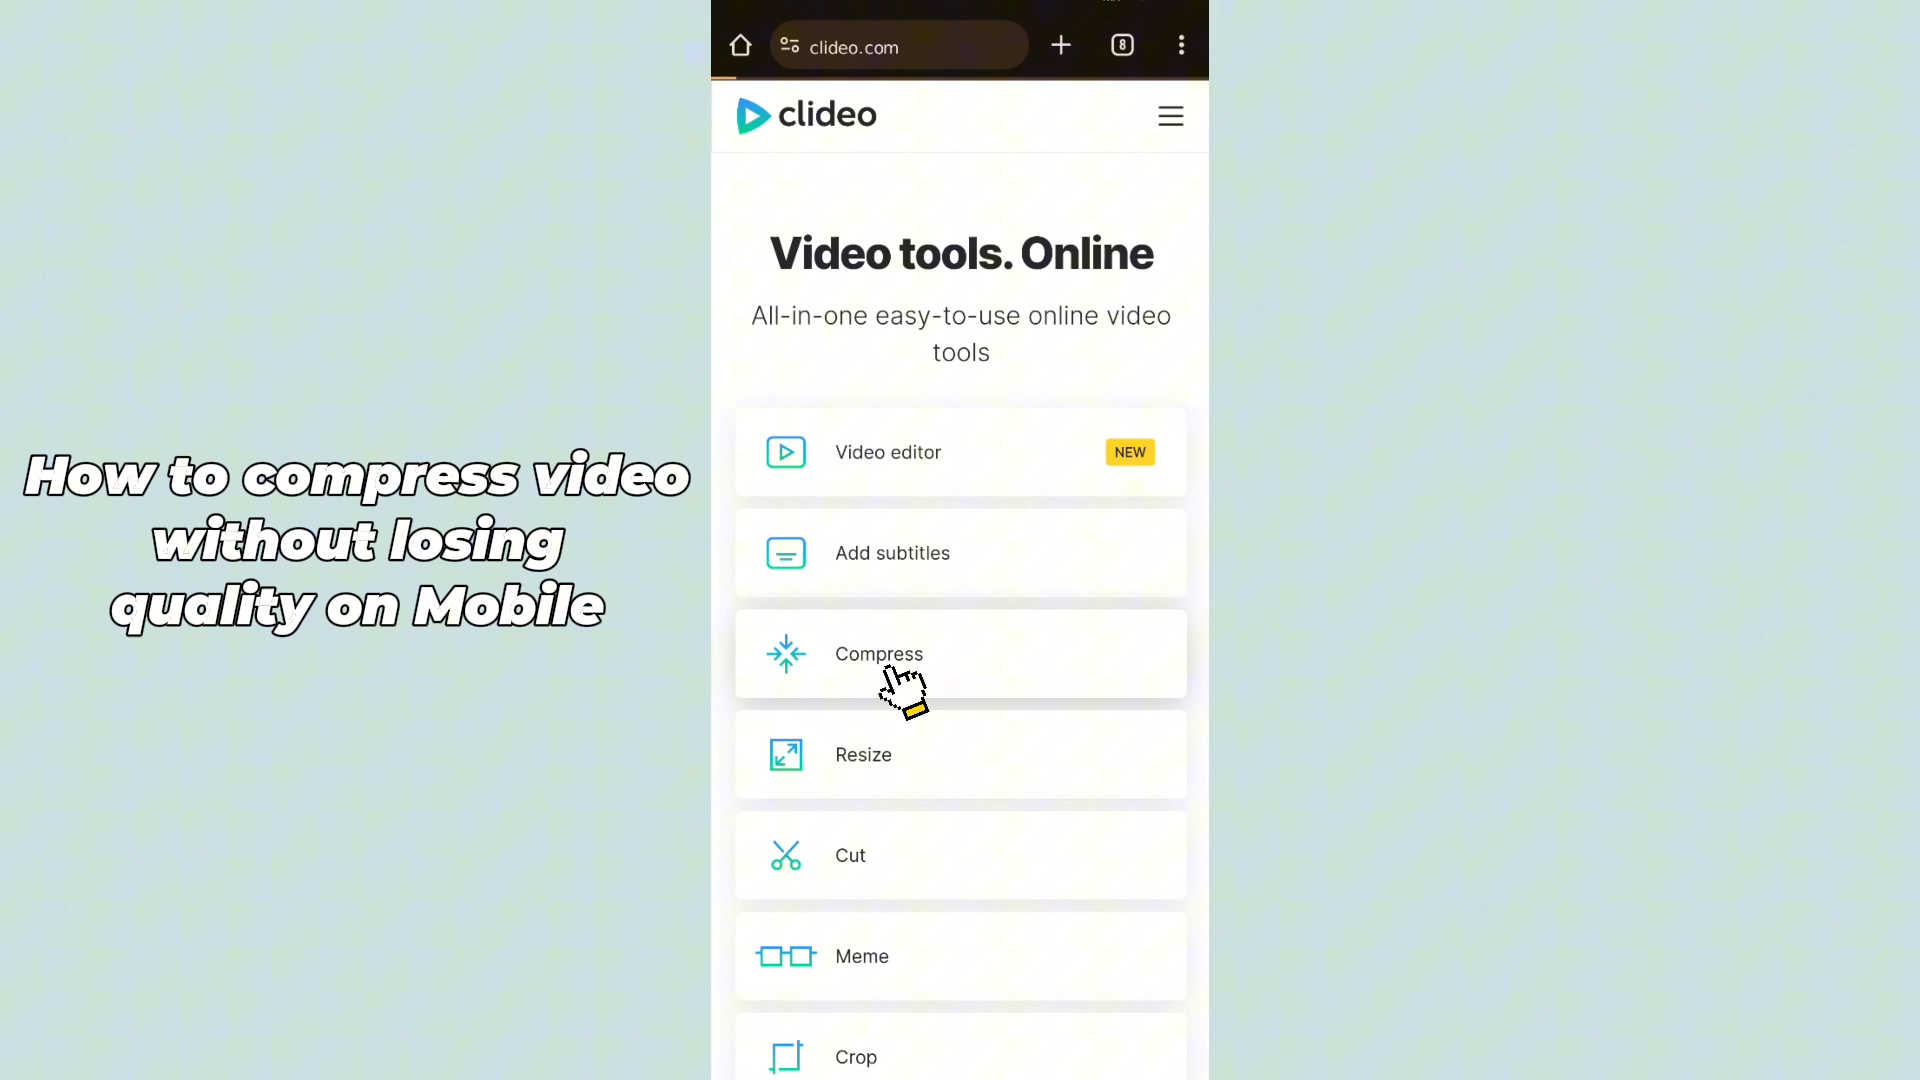 clideo.com
8
clideo
Video tools. Online
All-in-one easy-to-use online video
tools
Video editor
NEW
Add subtitles
Compress
Resize
Cut
Meme
Crop
How to compress video
without losing
quality on Mobile